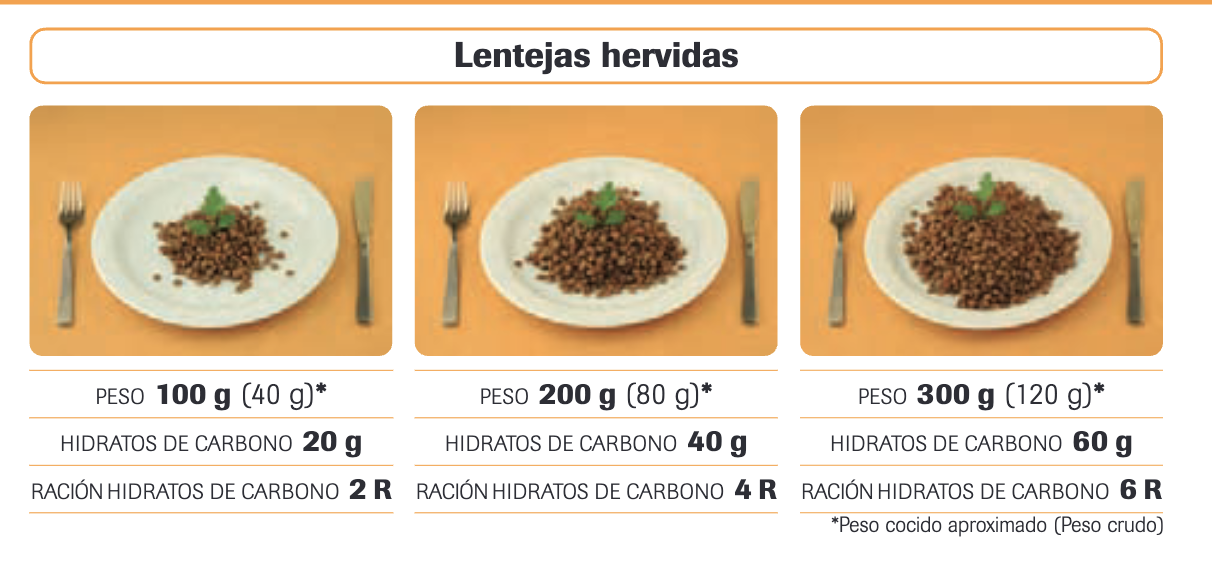 Lentejas hervidas
PESO 100 g (40 g)*
HIDRATOS DE CARBONO 20 g
RACIÓN HIDRATOS DE CARBONO 2 R
PESO 200 g (80 g)*
HIDRATOS DE CARBONO 40 g
RACIÓN HIDRATOS DE CARBONO 4 R
PESO 300 g (120 g)*
HIDRATOS DE CARBONO 60 g
RACIÓN HIDRATOS DE CARBONO 6 R
*Peso cocido aproximado (Peso crudo)